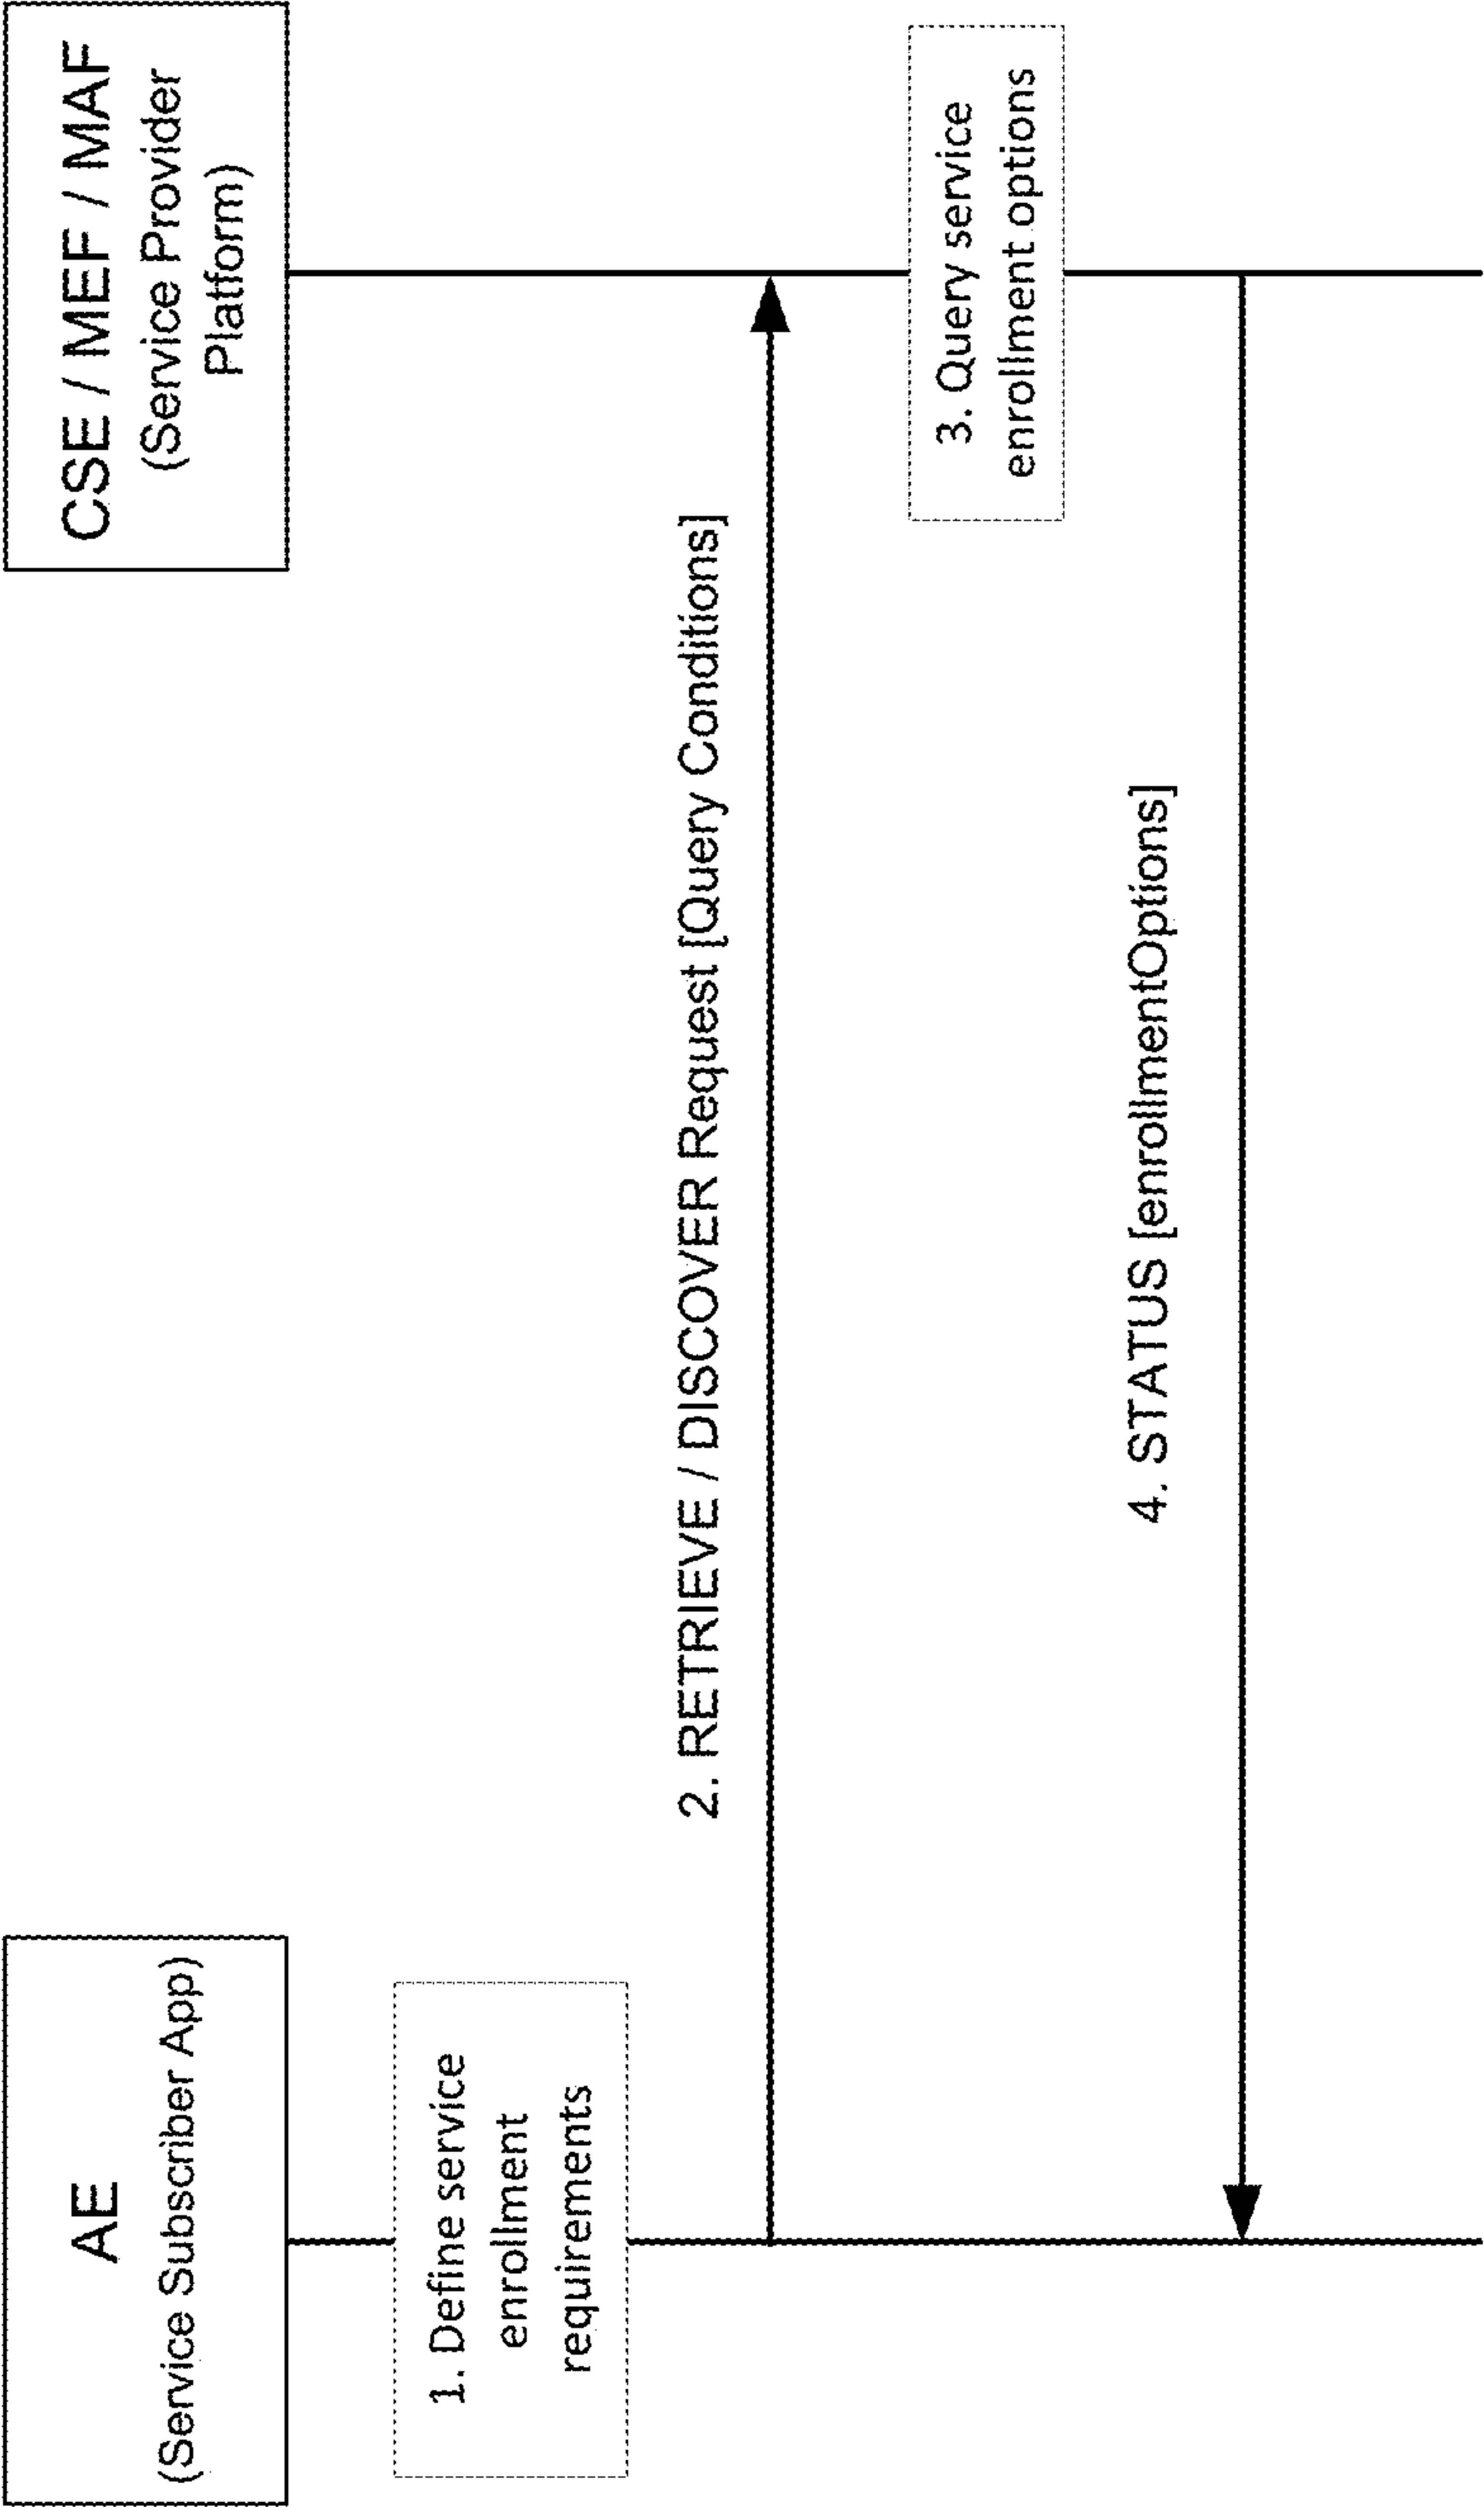 AE
(Service Subscriber App)
CSE / MEF / MAF
(Service Provider
Platform)
1. Define service
enrollment
requirements
2. RETRIEVE / DISCOVER Request [Query Conditions]
3. Query service
enrollment options
4. STATUS [enrollmentOptions]